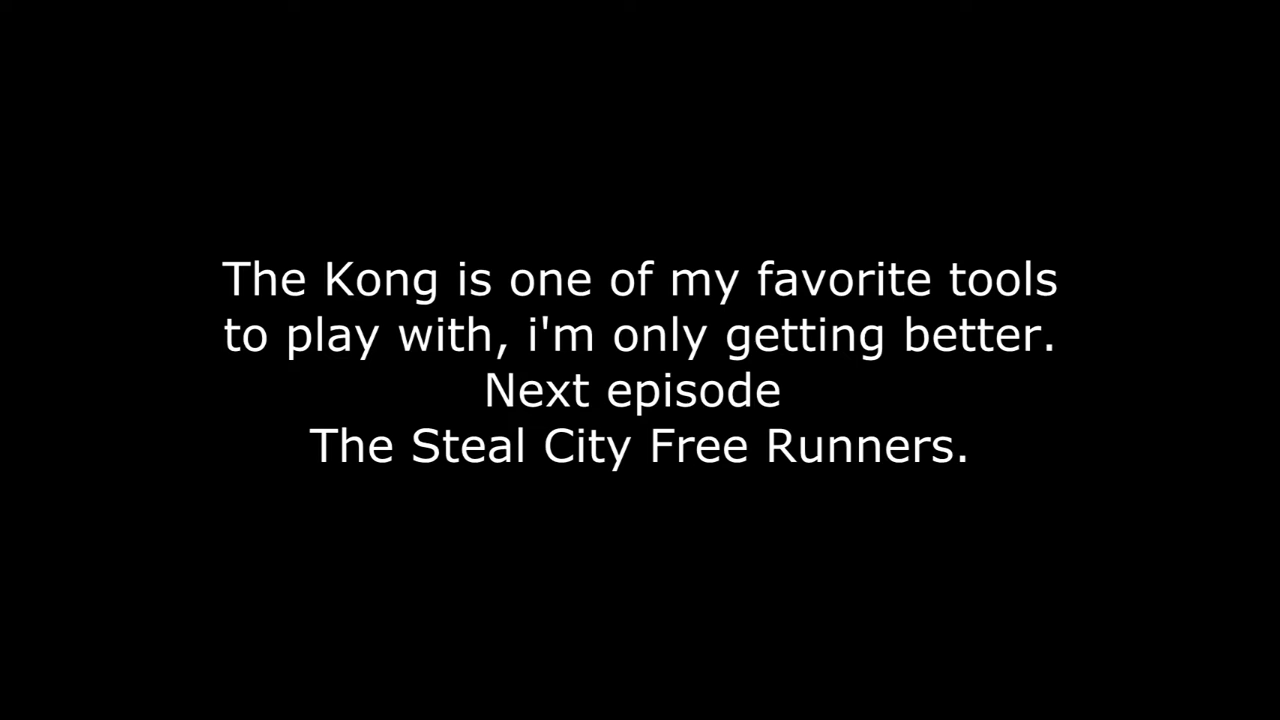 The Kong is one of my favorite tools
to play with, i'm only getting better.
Next episode
The Steal City Free Runners.